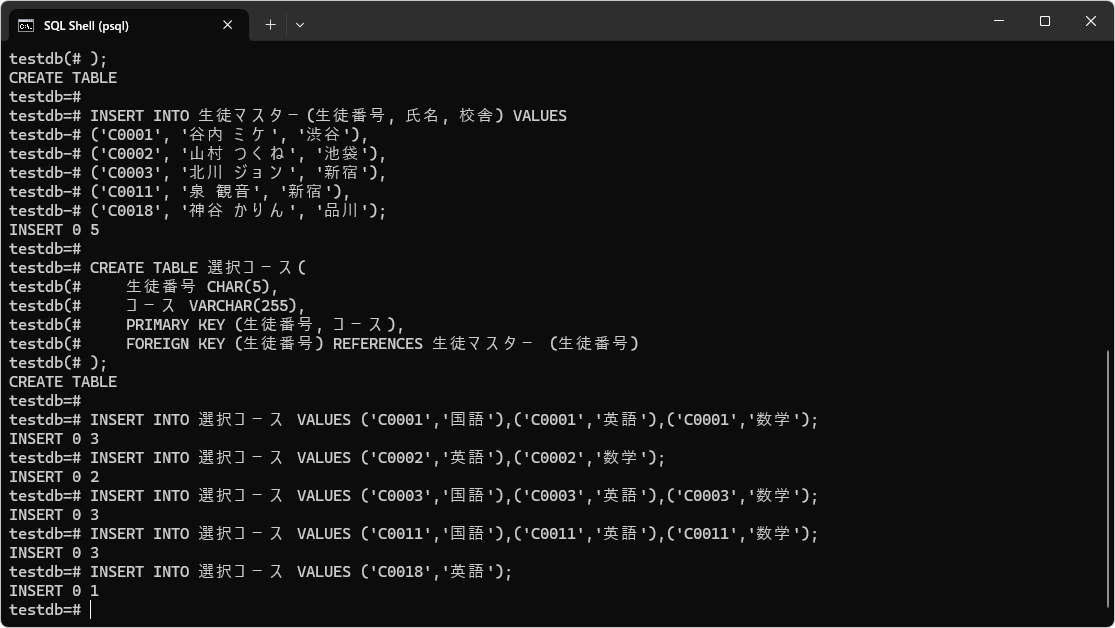 SQL Shell (psql)
testdb(# );
CREATE TABLE
testdb=#
testdb=# INSERT INTO 生徒マスター (生徒番号, 氏名, 校舎) VALUES
testdb-# ('C0001', '谷内 ミケ', '渋谷'),
testdb-# ('C0002', '山村 つくね', '池袋'),
testdb-# ('C0003', '北川 ジョン', '新宿'),
testdb-# ('C0011', '泉 観音', '新宿'),
testdb-# ('C0018', '神谷 かりん', '品川');
INSERT 0 5
testdb=#
testdb=# CREATE TABLE 選択コース (
testdb(#     生徒番号 CHAR(5),
testdb(#     コース VARCHAR(255),
testdb(#     PRIMARY KEY (生徒番号, コース),
testdb(#     FOREIGN KEY (生徒番号) REFERENCES 生徒マスター (生徒番号)
testdb(# );
CREATE TABLE
testdb=#
testdb=# INSERT INTO 選択コース VALUES ('C0001','国語'),('C0001','英語'),('C0001','数学');
INSERT 0 3
testdb=# INSERT INTO 選択コース VALUES ('C0002','英語'),('C0002','数学');
INSERT 0 2
testdb=# INSERT INTO 選択コース VALUES ('C0003','国語'),('C0003','英語'),('C0003','数学');
INSERT 0 3
testdb=# INSERT INTO 選択コース VALUES ('C0011','国語'),('C0011','英語'),('C0011','数学');
INSERT 0 3
testdb=# INSERT INTO 選択コース VALUES ('C0018','英語');
INSERT 0 1
testdb=#